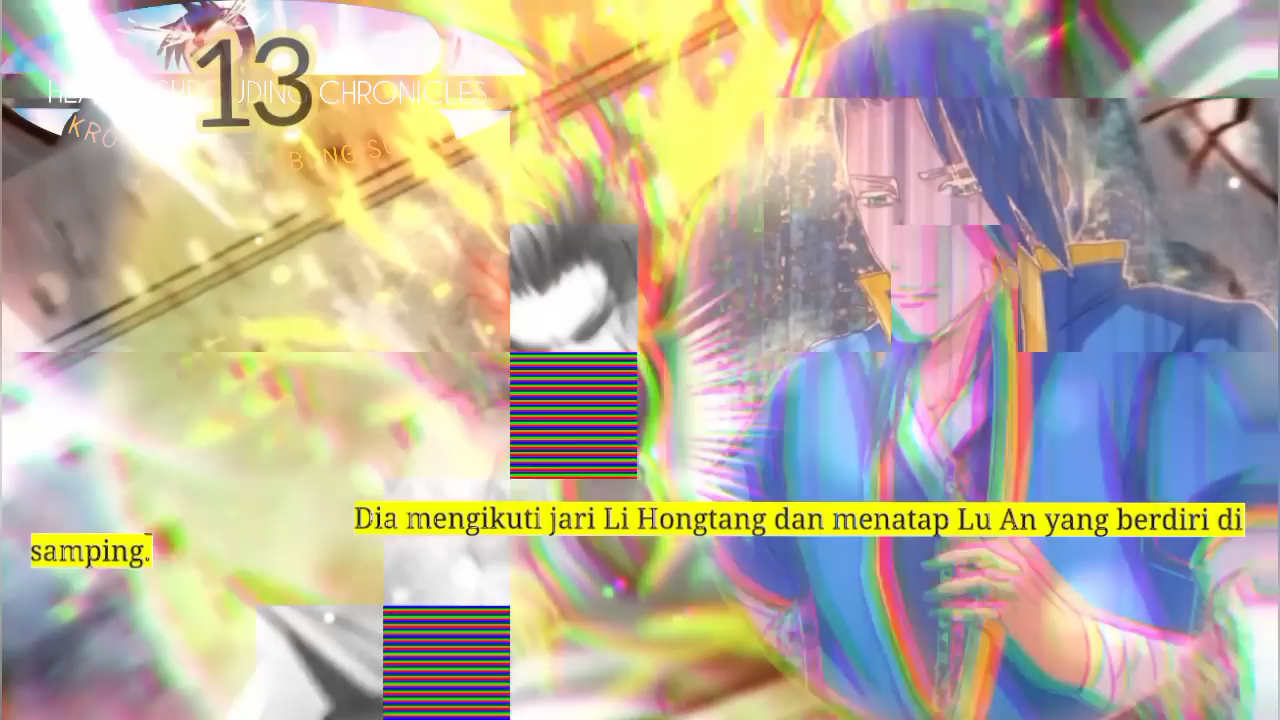 13
CHRONICLES
Dia mengikuti jari Li Hongtang dan menatap Lu An yang berdiri di
samping.